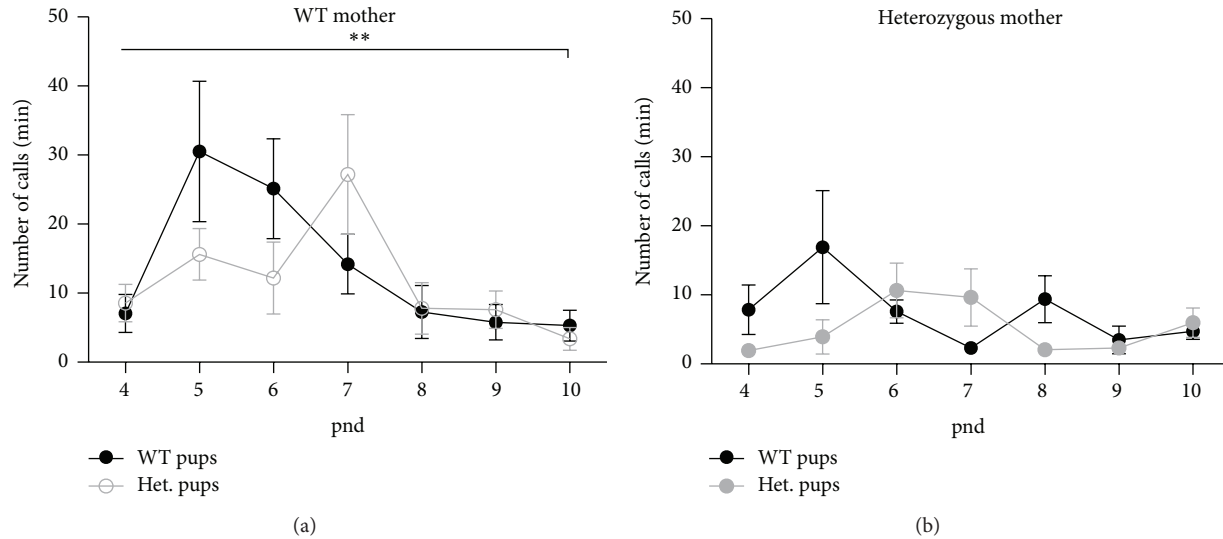 WT mother
**
50
40
30
20
10
0
Number of calls (min)
4 5 6 7 8 9 10
pnd
WT pups
Het. pups
(a)
Heterozygous mother
50
40
30
20
10
0
Number of calls (min)
4 5 6 7 8 9 10
pnd
WT pups
Het. pups
(b)